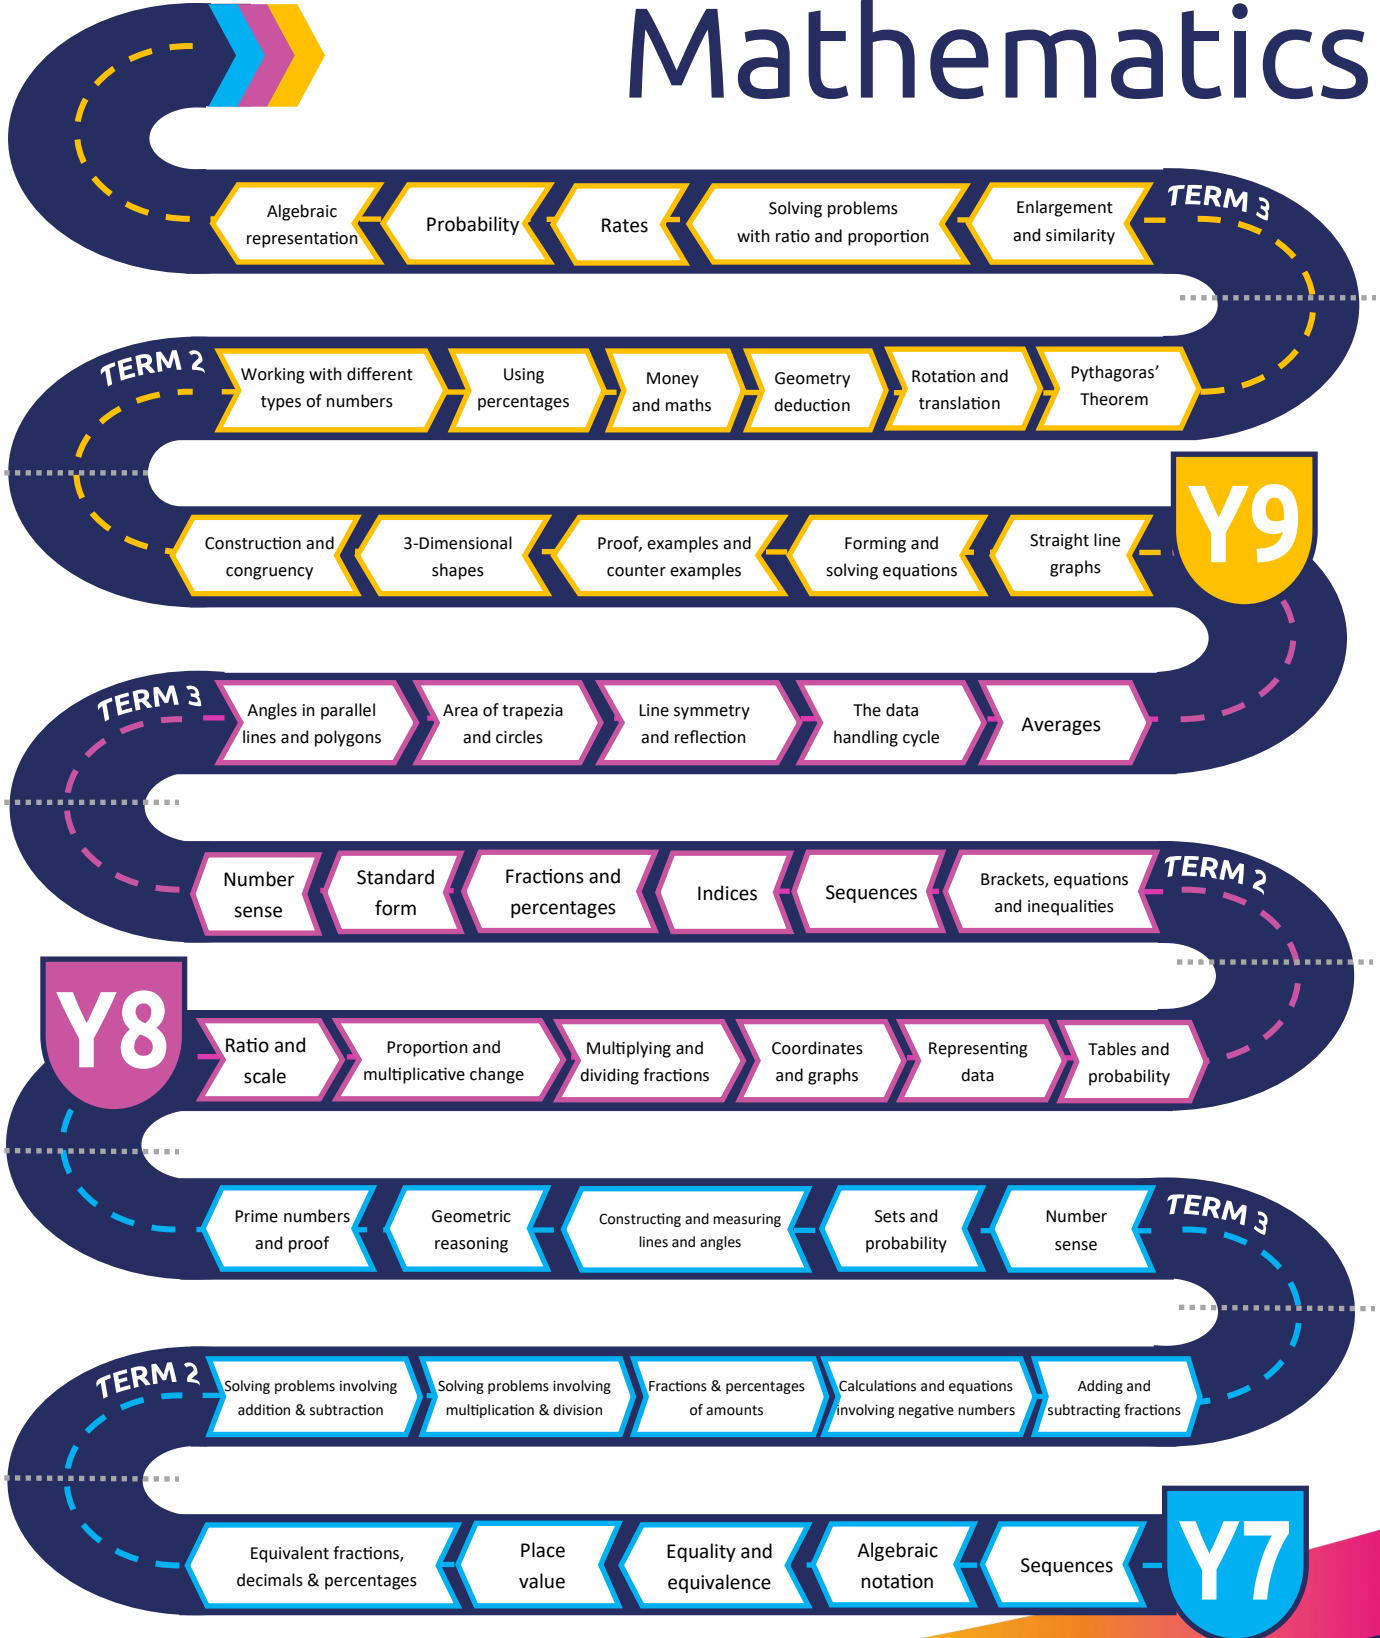 Mathematics
TERM 3
Algebraic
representation
Probability
Rates
Solving problems
with ratio and proportion
Enlargement
and similarity
TERM 2
Working with different
types of numbers
Using
percentages
Money
and maths
Geometry
deduction
Rotation and
translation
Pythagoras’
Theorem
Y9
Construction and
congruency
3-Dimensional
shapes
Proof, examples and
counter examples
Forming and
solving equations
Straight line
graphs
TERM 3
Angles in parallel
lines and polygons
Area of trapezia
and circles
Line symmetry
and reflection
The data
handling cycle
Averages
Number
sense
Standard
form
Fractions and
percentages
Indices
Sequences
Brackets, equations
and inequalities
TERM 2
Y8
Ratio and
scale
Proportion and
multiplicative change
Multiplying and
dividing fractions
Coordinates
and graphs
Representing
data
Tables and
probability
Prime numbers
and proof
Geometric
reasoning
Constructing and measuring
lines and angles
Sets and
probability
Number
sense
TERM 3
TERM 2
Solving problems involving
addition & subtraction
Solving problems involving
multiplication & division
Fractions & percentages
of amounts
Calculations and equations
involving negative numbers
Adding and
subtracting fractions
Equivalent fractions,
decimals & percentages
Place
value
Equality and
equivalence
Algebraic
notation
Sequences
Y7